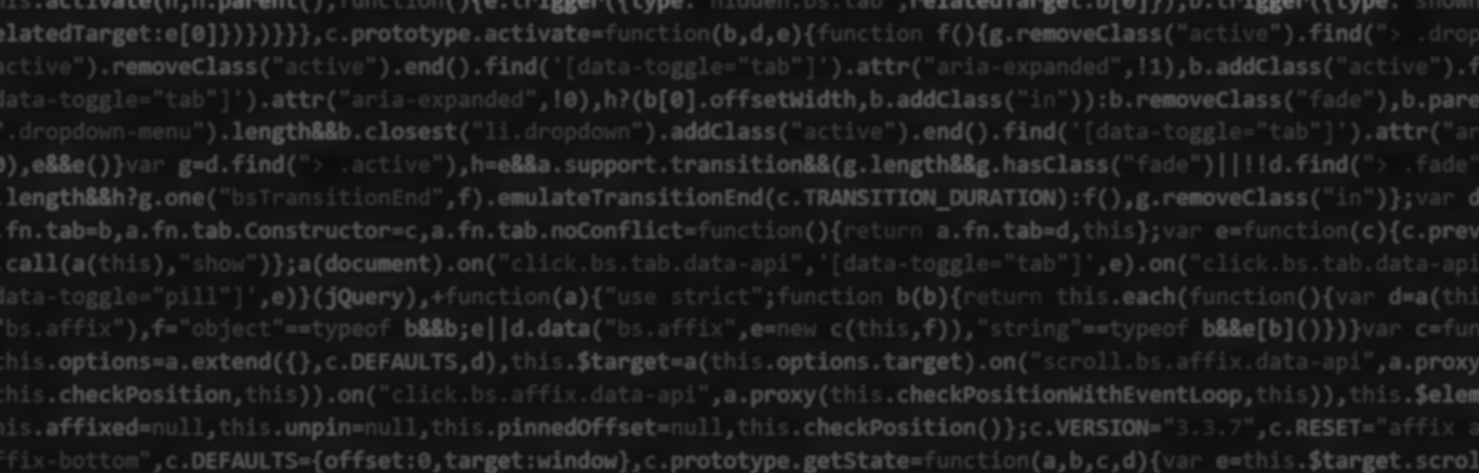 his.activate(h,h.parent(),function(){e.trigger({type:"hidden.bs.tab",relatedTarget:b[0]}),b.trigger({type:"shown
elatedTarget:e[0]})})}}},c.prototype.activate=function(b,d,e){function f(){g.removeClass("active").find("> .drop
active").removeClass("active").end().find('[data-toggle="tab"]').attr("aria-expanded",!1),b.addClass("active").f
data-toggle="tab"]').attr("aria-expanded",!0),h?(b[0].offsetWidth,b.addClass("in")):b.removeClass("fade"),b.pare
".dropdown-menu").length&&b.closest("li.dropdown").addClass("active").end().find('[data-toggle="tab"]').attr("ar
0),e&&e()}var g=d.find("> .active"),h=e&&a.support.transition&&(g.length&&g.hasClass("fade")||!!d.find("> .fade"
.length&&h?g.one("bsTransitionEnd",f).emulateTransitionEnd(c.TRANSITION_DURATION):f(),g.removeClass("in")};var d
.fn.tab=b,a.fn.tab.Constructor=c,a.fn.tab.noConflict=function(){return a.fn.tab=d,this};var e=function(c){c.prev
.call(a(this),"show")};a(document).on("click.bs.tab.data-api",'[data-toggle="tab"]',e).on("click.bs.tab.data-api
data-toggle="pill"]',e)}(jQuery),+function(a){"use strict";function b(b){return this.each(function(){var d=a(thi
"bs.affix"),f="object"==typeof b&&b;e||d.data("bs.affix",e=new c(this,f)),"string"==typeof b&&e[b]()})}var c=fun
this.options=a.extend({},c.DEFAULTS,d),this.$target=a(this.options.target).on("scroll.bs.affix.data-api",a.proxy
this.checkPosition,this)).on("click.bs.affix.data-api",a.proxy(this.checkPositionWithEventLoop,this)),this.$elem
his.affixed=null,this.unpin=null,this.pinnedOffset=null,this.checkPosition()};c.VERSION="3.3.7",c.RESET="affix a
ffix-bottom",c.DEFAULTS={offset:0,target:window},c.prototype.getState=function(a,b,c,d){var e=this.$target.scrol